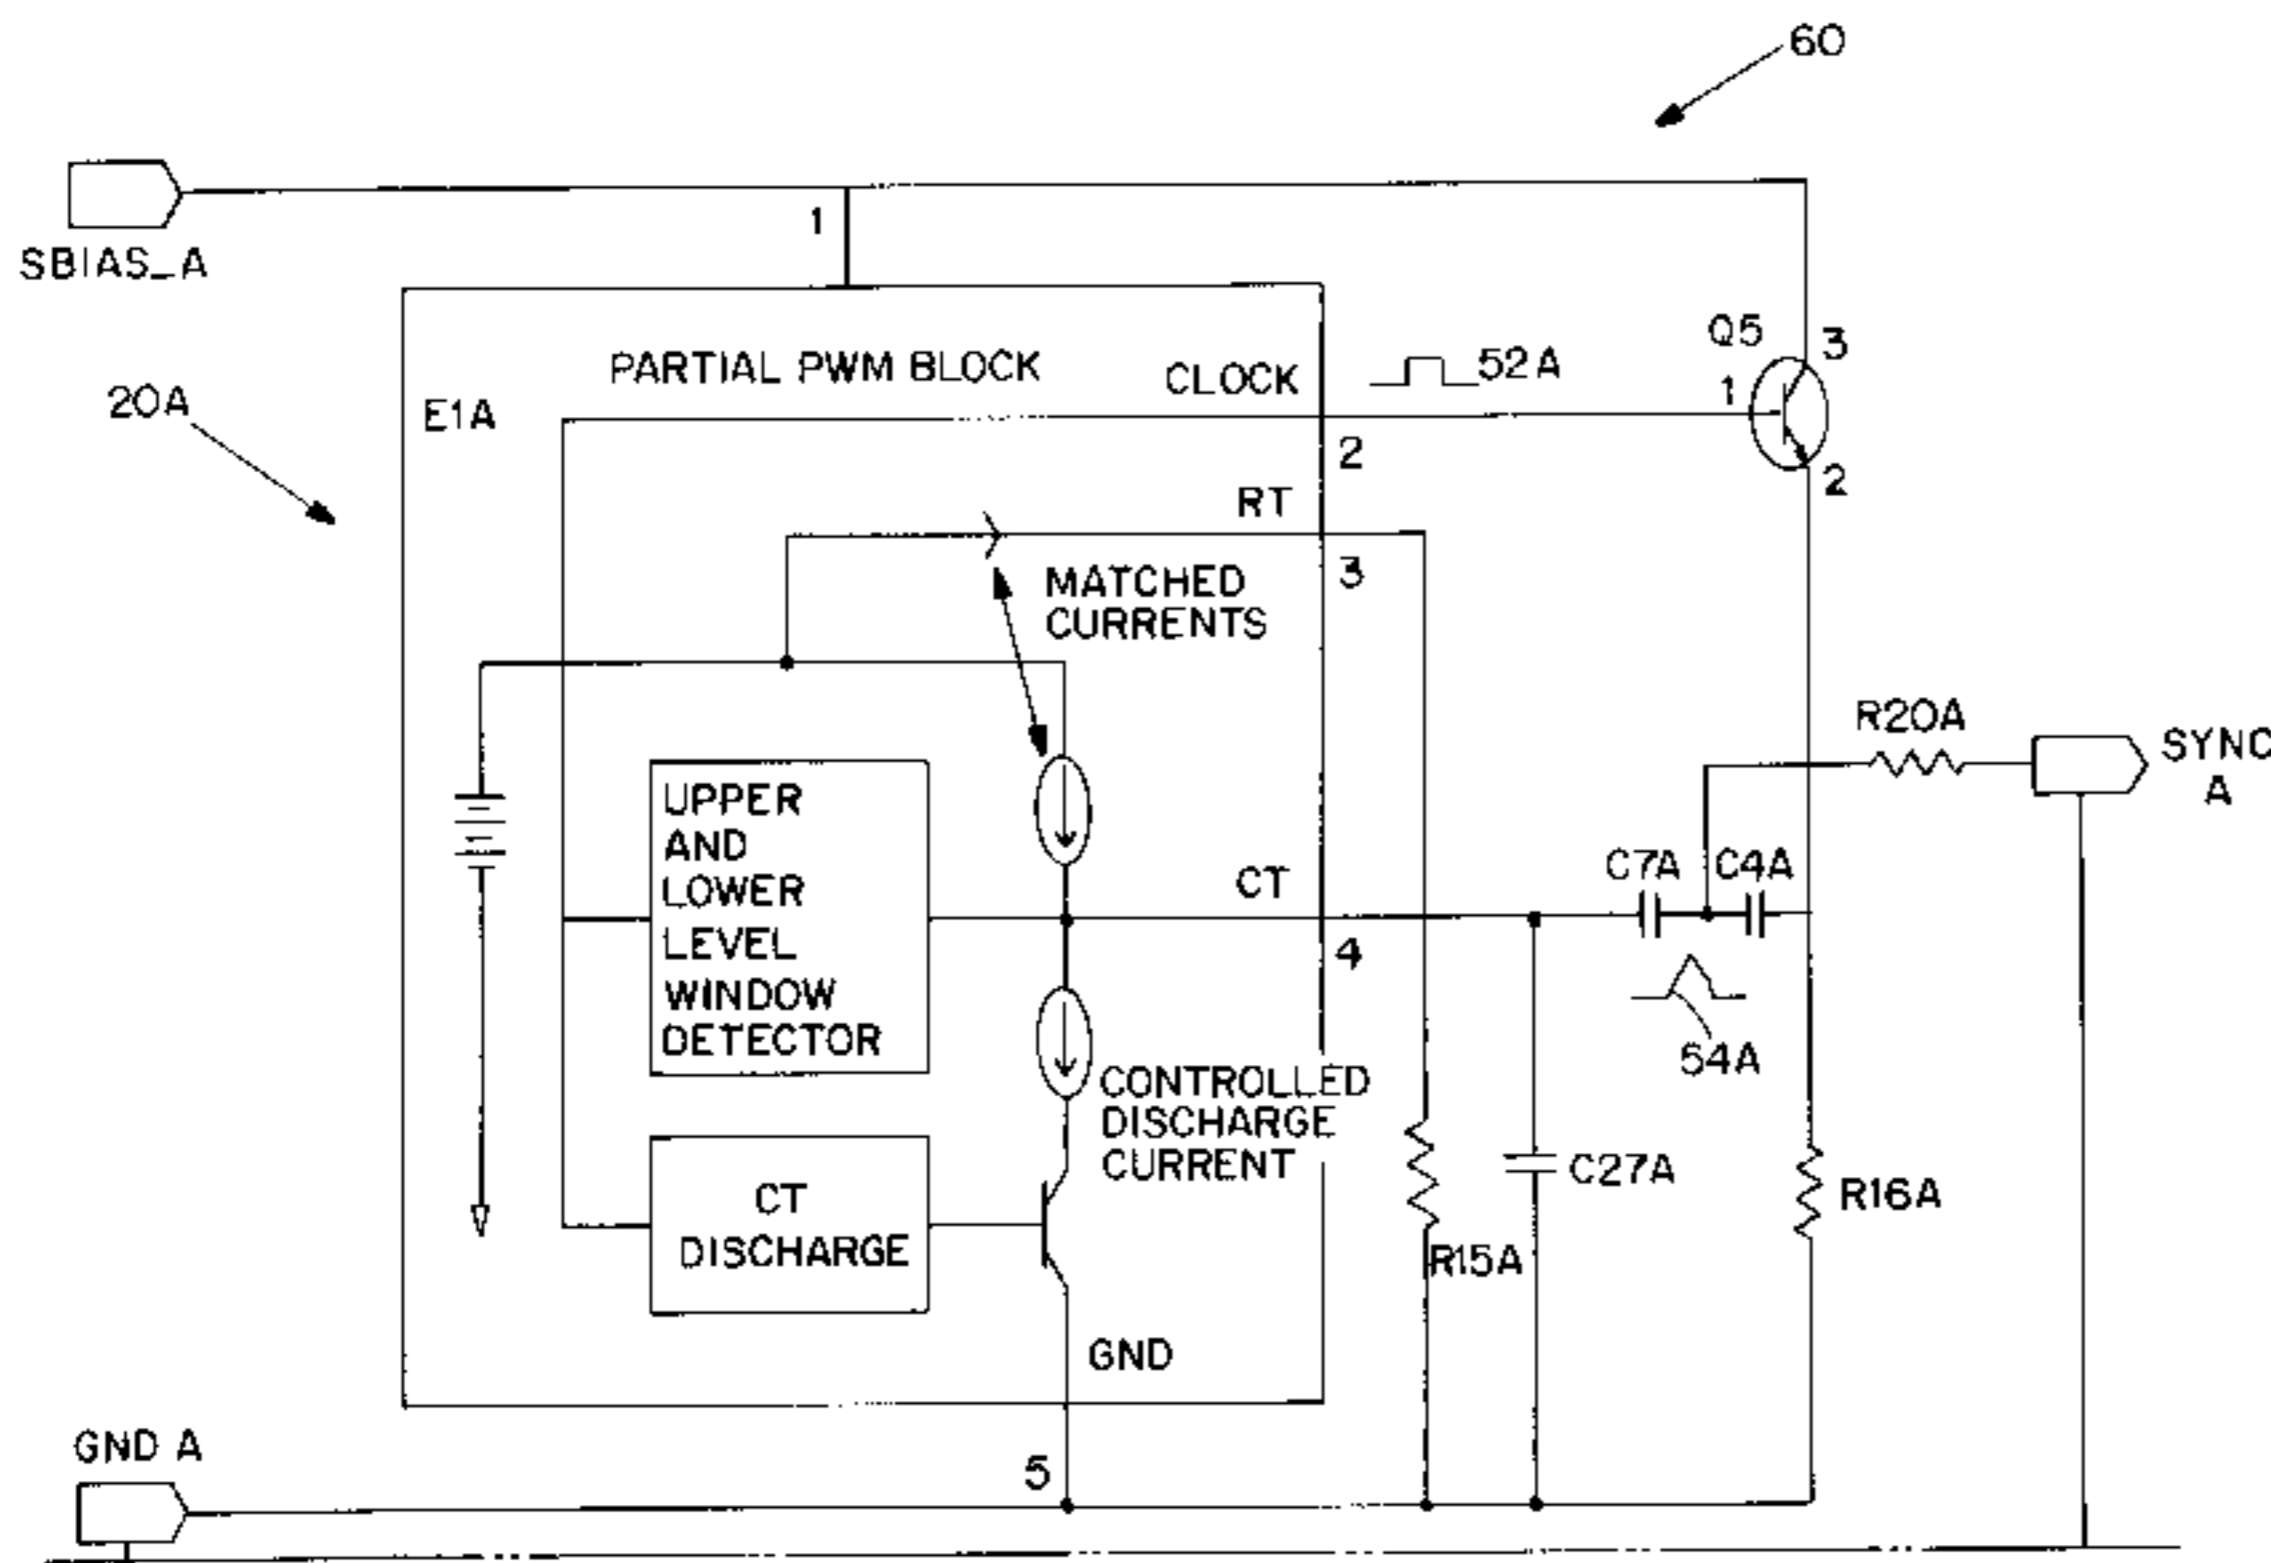 60
SBIAS_A
1
PARTIAL PWM BLOCK
CLOCK
52A
Q5
3
1
2
20A
E1A
2
RT
3
MATCHED
CURRENTS
R20A
SYNC
A
UPPER
AND
LOWER
LEVEL
WINDOW
DETECTOR
CT
4
C7A
C4A
54A
CONTROLLED
DISCHARGE
CURRENT
C27A
R16A
CT
DISCHARGE
R15A
GND
GND A
5